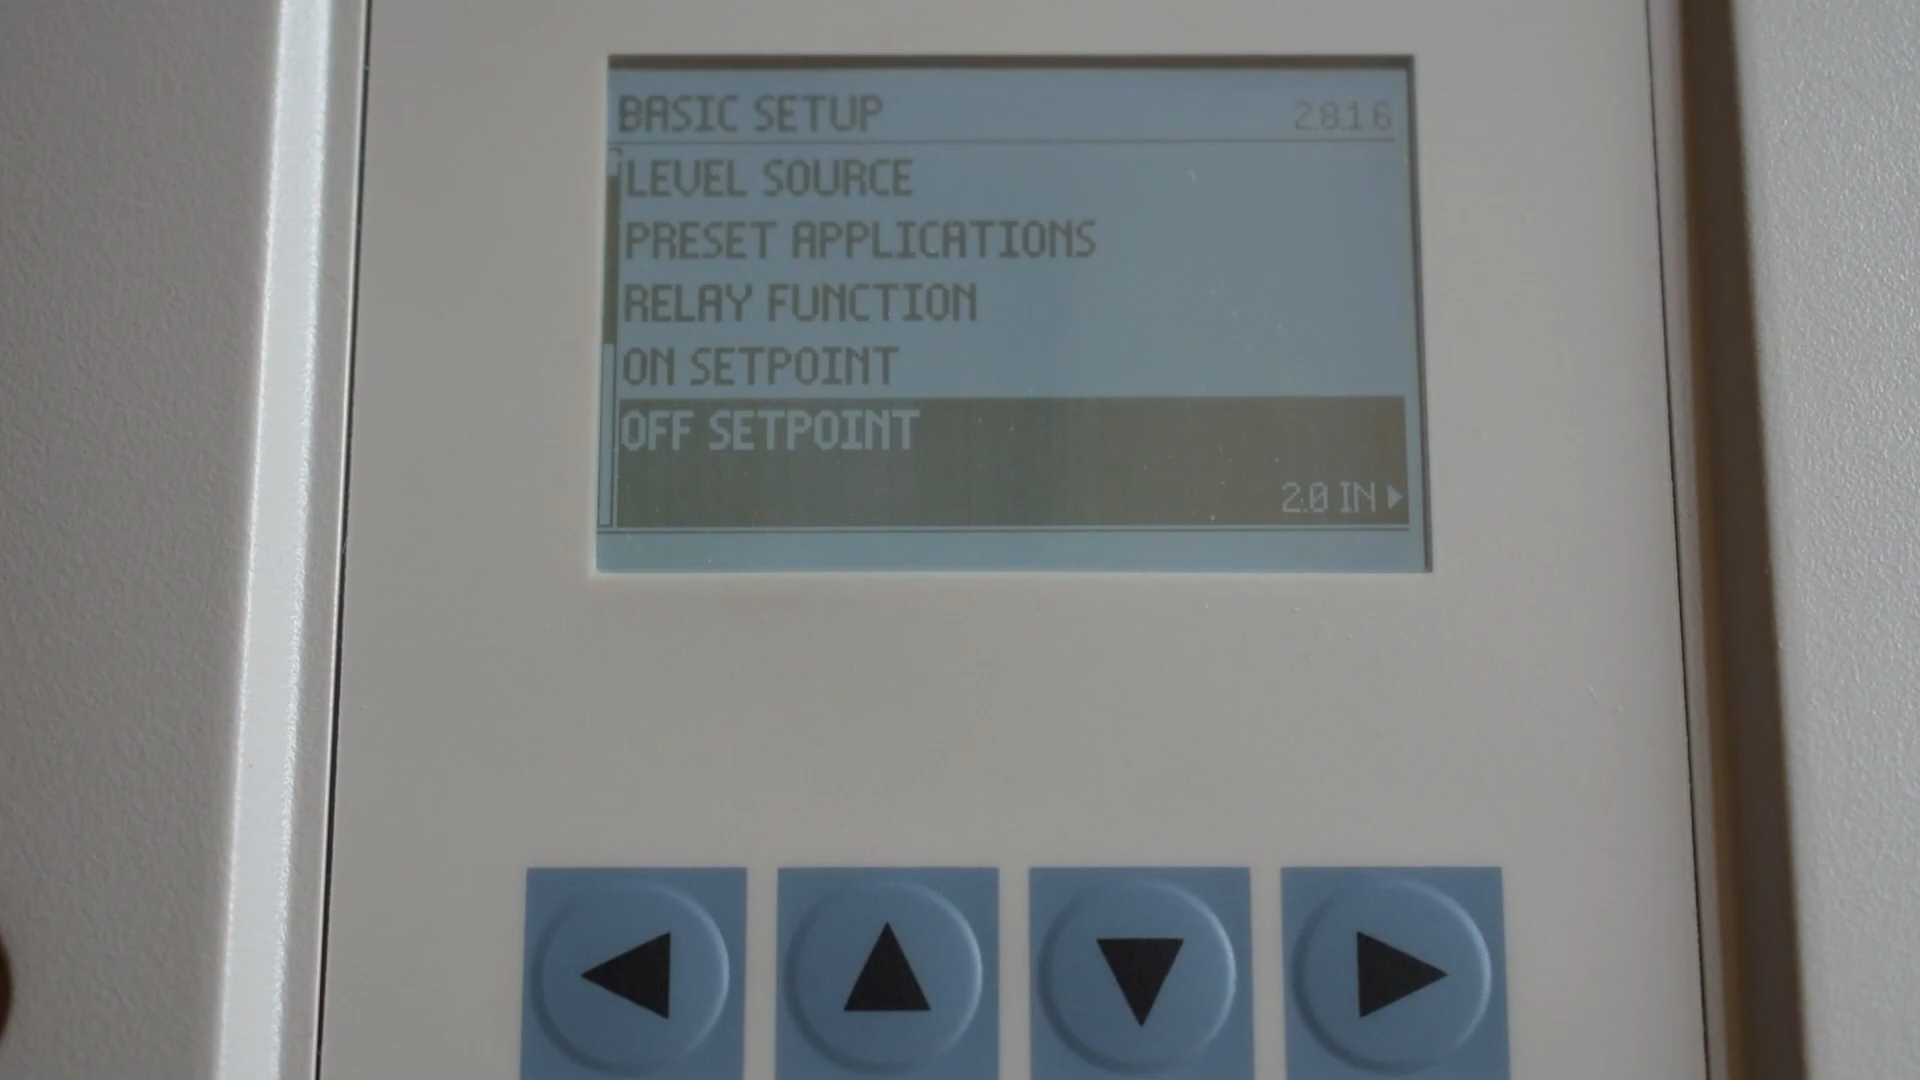 BASIC SETUP 2.8.1.6
LEVEL SOURCE
PRESET APPLICATIONS
RELAY FUNCTION
ON SETPOINT
OFF SETPOINT
2.0 IN